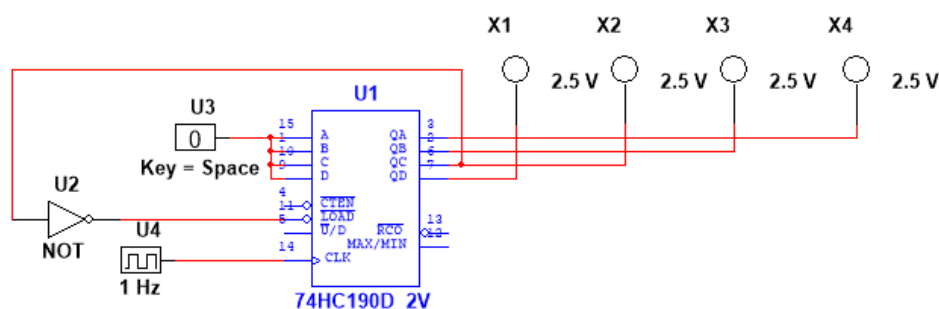 X1 X2 X3 X4
2.5 V 2.5 V 2.5 V 2.5 V
U1
U3
0
Key = Space
15 A QA 3
1 B QB 2
10 C QC 6
9 D QD 7
4 CTEN
11 LOAD
5 U/D RCO 13
MAX/MIN 12
14 CLK
U2
NOT
U4
1 Hz
74HC190D 2V